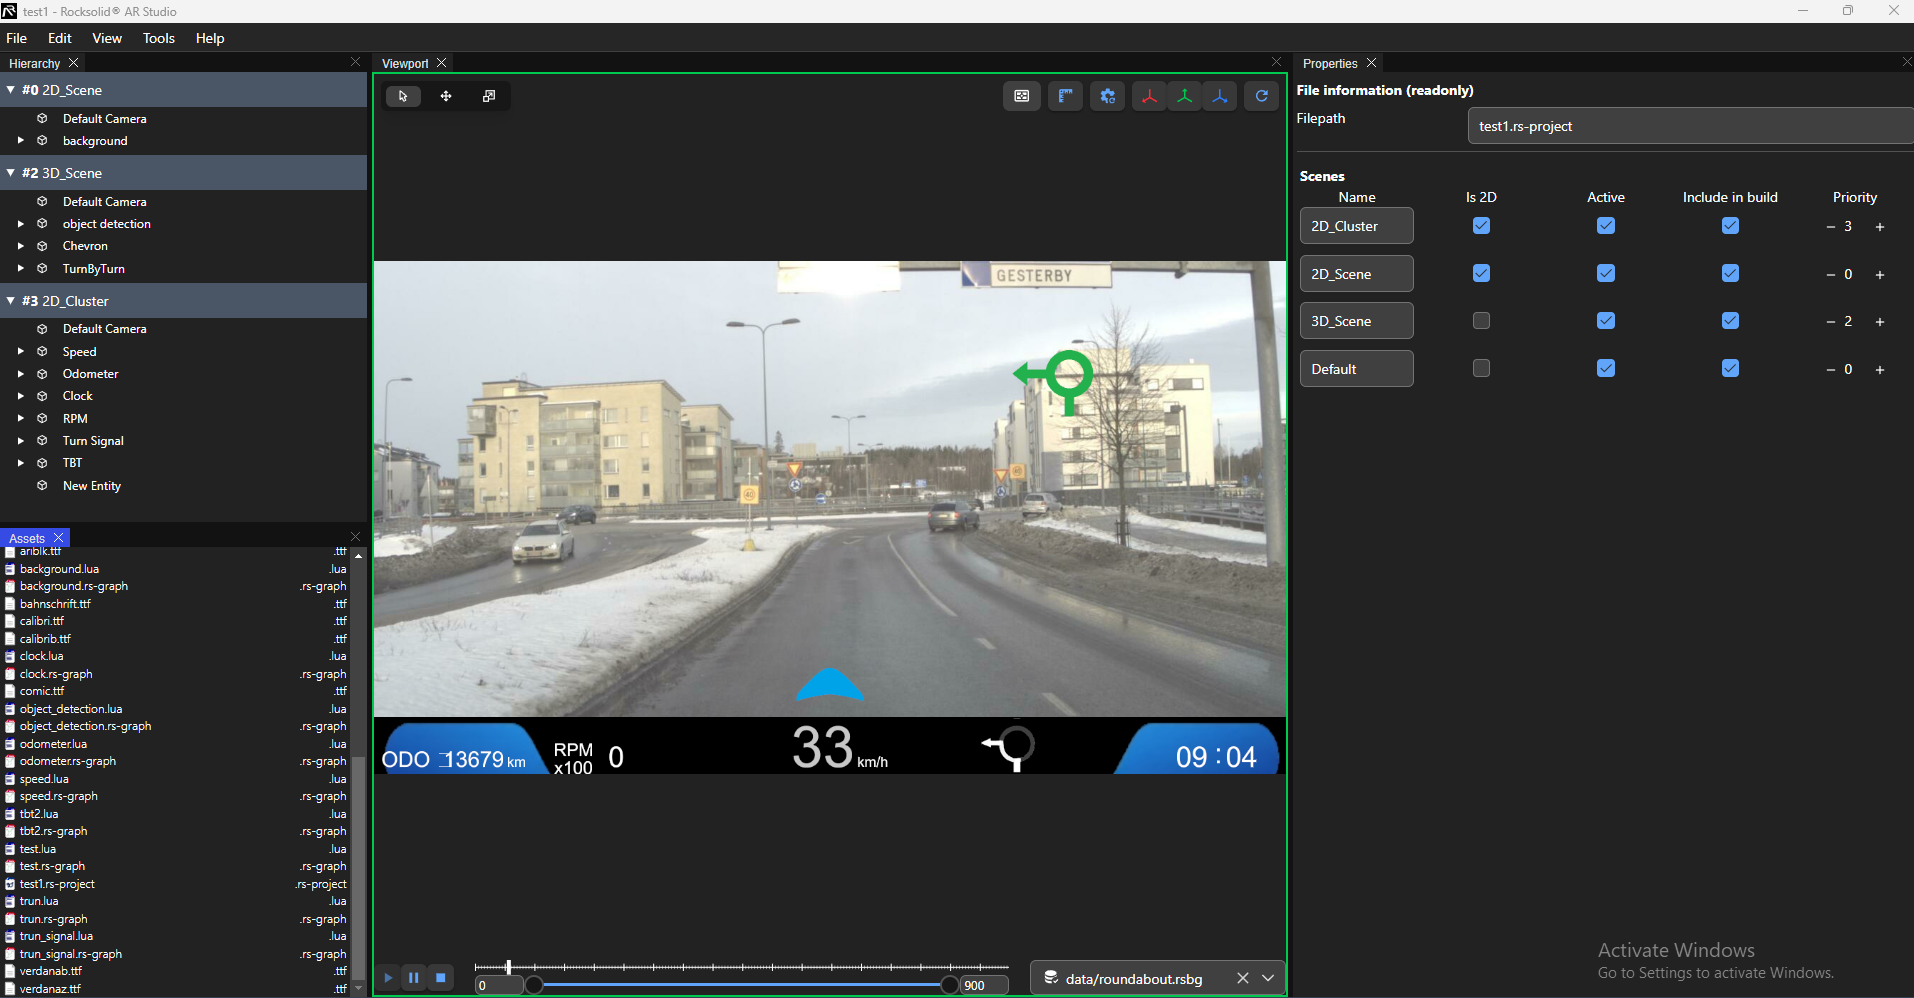 test1 - Rocksolid® AR Studio
File Edit View Tools Help
Hierarchy
#0 2D_Scene
Default Camera
background
#2 3D_Scene
Default Camera
object detection
Chevron
TurnByTurn
#3 2D_Cluster
Default Camera
Speed
Odometer
Clock
RPM
Turn Signal
TBT
New Entity
Assets
ariblk.ttf .ttf
background.lua .lua
background.rs-graph .rs-graph
bahnschrift.ttf .ttf
calibri.ttf .ttf
calibrib.ttf .ttf
clock.lua .lua
clock.rs-graph .rs-graph
comic.ttf .ttf
object_detection.lua .lua
object_detection.rs-graph .rs-graph
odometer.lua .lua
odometer.rs-graph .rs-graph
speed.lua .lua
speed.rs-graph .rs-graph
tbt2.lua .lua
tbt2.rs-graph .rs-graph
test.lua .lua
test.rs-graph .rs-graph
test1.rs-project .rs-project
trun.lua .lua
trun.rs-graph .rs-graph
trun_signal.lua .lua
trun_signal.rs-graph .rs-graph
verdanab.ttf .ttf
verdanaz.ttf .ttf
Viewport
GESTERBY
40
40
ODO 13679 km
RPM x100 0
33 km/h
09:04
0
900
data/roundabout.rsbg
Properties
File information (readonly)
Filepath test1.rs-project
Scenes
Name Is 2D Active Include in build Priority
2D_Cluster − 3 +
2D_Scene − 0 +
3D_Scene − 2 +
Default − 0 +
Activate Windows
Go to Settings to activate Windows.